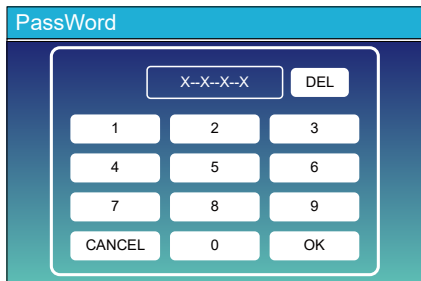 PassWord
X--X--X--X DEL
1 2 3
4 5 6
7 8 9
CANCEL 0 OK